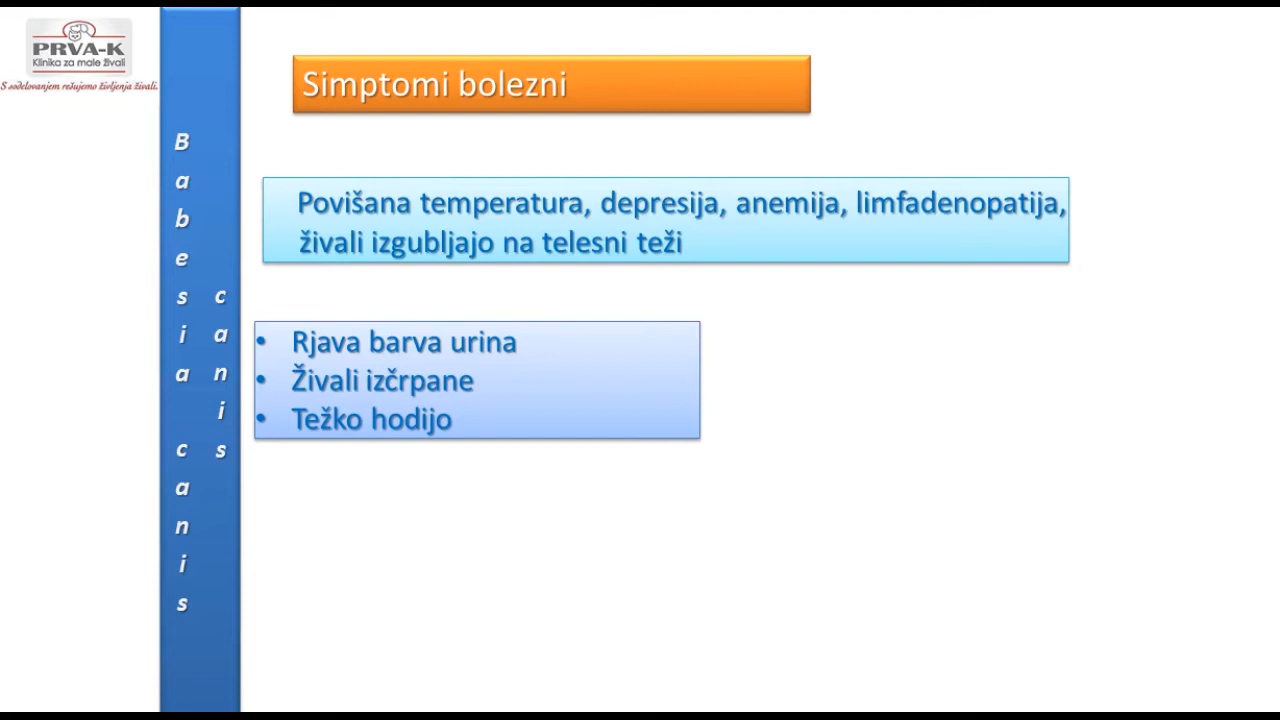 PRVA-K
Klinika za male živali
S sodelovanjem rešujemo življenja živali.
Babesia canis
canis
Simptomi bolezni
Povišana temperatura, depresija, anemija, limfadenopatija,
živali izgubljajo na telesni teži
• Rjava barva urina
• Živali izčrpane
• Težko hodijo